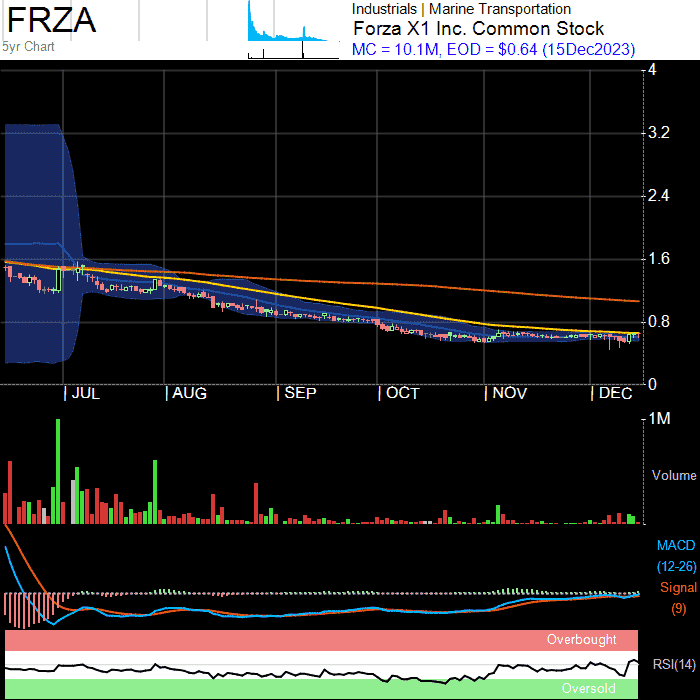 FRZA
5yr Chart
Industrials | Marine Transportation
Forza X1 Inc. Common Stock
MC = 10.1M, EOD = $0.64 (15Dec2023)
4
3.2
2.4
1.6
0.8
0
| JUL | AUG | SEP | OCT | NOV | DEC
1M
Volume
MACD
(12-26)
Signal
(9)
Overbought
RSI(14)
Oversold